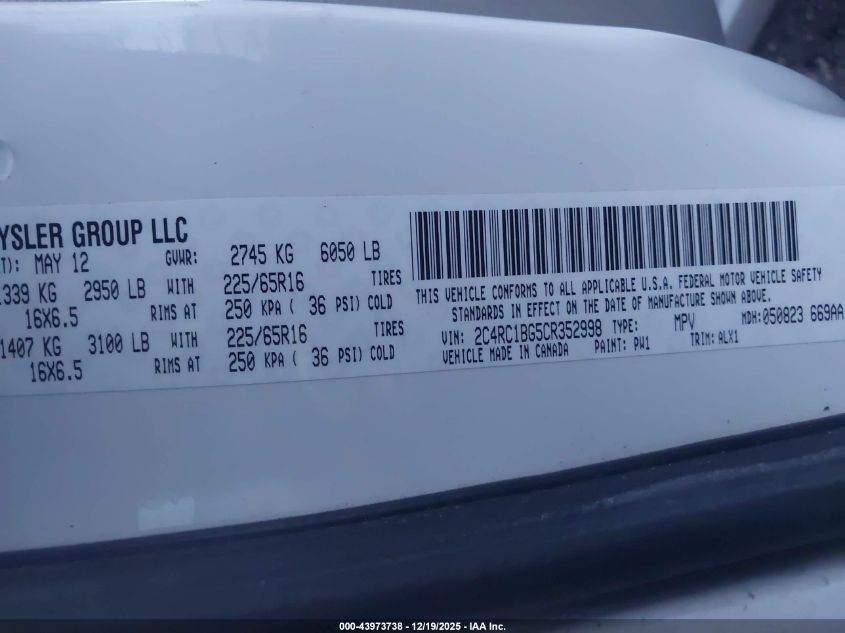 YSLER GROUP LLC
T): MAY 12 GVWR: 2745 KG 6050 LB
1339 KG 2950 LB WITH 225/65R16 TIRES
16X6.5 RIMS AT 250 KPA ( 36 PSI) COLD
1407 KG 3100 LB WITH 225/65R16 TIRES
16X6.5 RIMS AT 250 KPA ( 36 PSI) COLD
THIS VEHICLE CONFORMS TO ALL APPLICABLE U.S.A. FEDERAL MOTOR VEHICLE SAFETY
STANDARDS IN EFFECT ON THE DATE OF MANUFACTURE SHOWN ABOVE.
VIN: 2C4RC1BG5CR352998 TYPE: MPV MDH: 050823 669AA
VEHICLE MADE IN CANADA PAINT: PW1 TRIM: ALX1
000-43973738 - 12/19/2025 - IAA Inc.